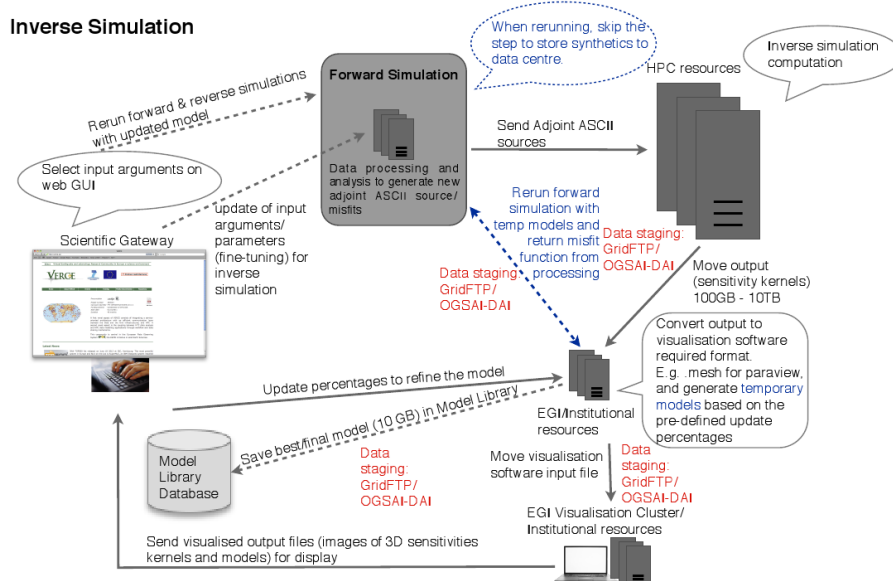 Inverse Simulation
When rerunning, skip the
step to store synthetics to
data centre.
Inverse simulation
computation
HPC resources
Forward Simulation
Rerun forward & reverse simulations
with updated model
Send Adjoint ASCII
sources
Data processing and
analysis to generate new
adjoint ASCII source/
misfits
Select input arguments on
web GUI
update of input
arguments/
parameters
(fine-tuning) for
inverse
simulation
Rerun forward
simulation with
temp models and
return misfit
function from
processing
Data staging:
GridFTP/
OGSAI-DAI
Data staging:
GridFTP/
OGSAI-DAI
Move output
(sensitivity kernels)
100GB - 10TB
Scientific Gateway
VERCE
Convert output to
visualisation software
required format.
E.g. .mesh for paraview,
and generate temporary
models based on the
pre-defined update
percentages
Update percentages to refine the model
EGI/Institutional
resources
Save best/final model (10 GB) in Model Library
Model
Library
Database
Data
staging:
GridFTP/
OGSAI-DAI
Move visualisation
software input file
Data
staging:
GridFTP/
OGSAI-DAI
EGI Visualisation Cluster/
Institutional resources
Send visualised output files (images of 3D sensitivities
kernels and models) for display